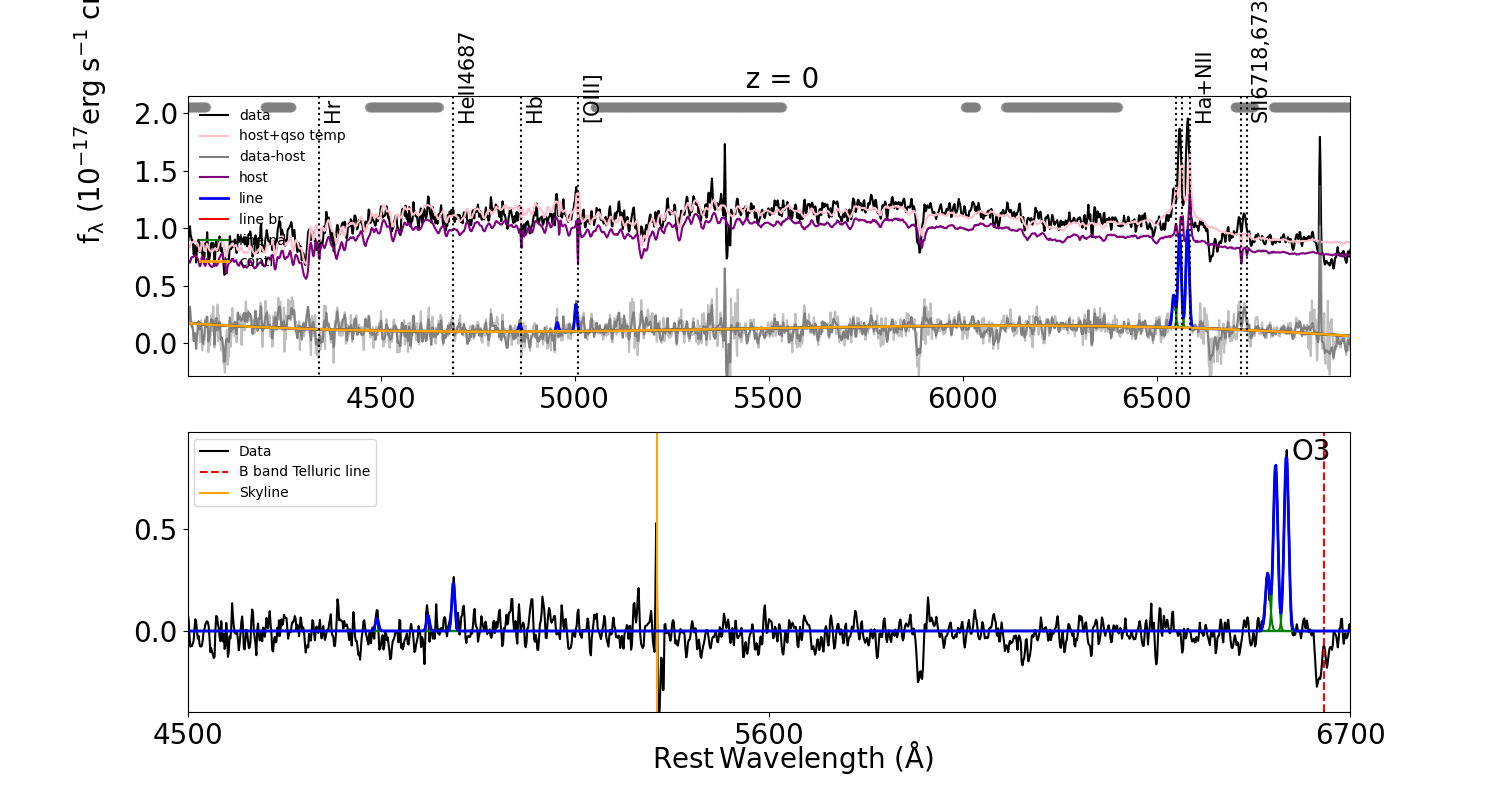 z = 0
f_λ (10⁻¹⁷erg s⁻¹
Hr
HeII4687
Hb
[OIII]
Ha+NII
SII6718,673
data
host+qso temp
data-host
host
line
line br
conti
2.0
1.5
1.0
0.5
0.0
4500 5000 5500 6000 6500
Data
B band Telluric line
Skyline
O3
0.5
0.0
4500 5600 6700
Rest Wavelength (Å)